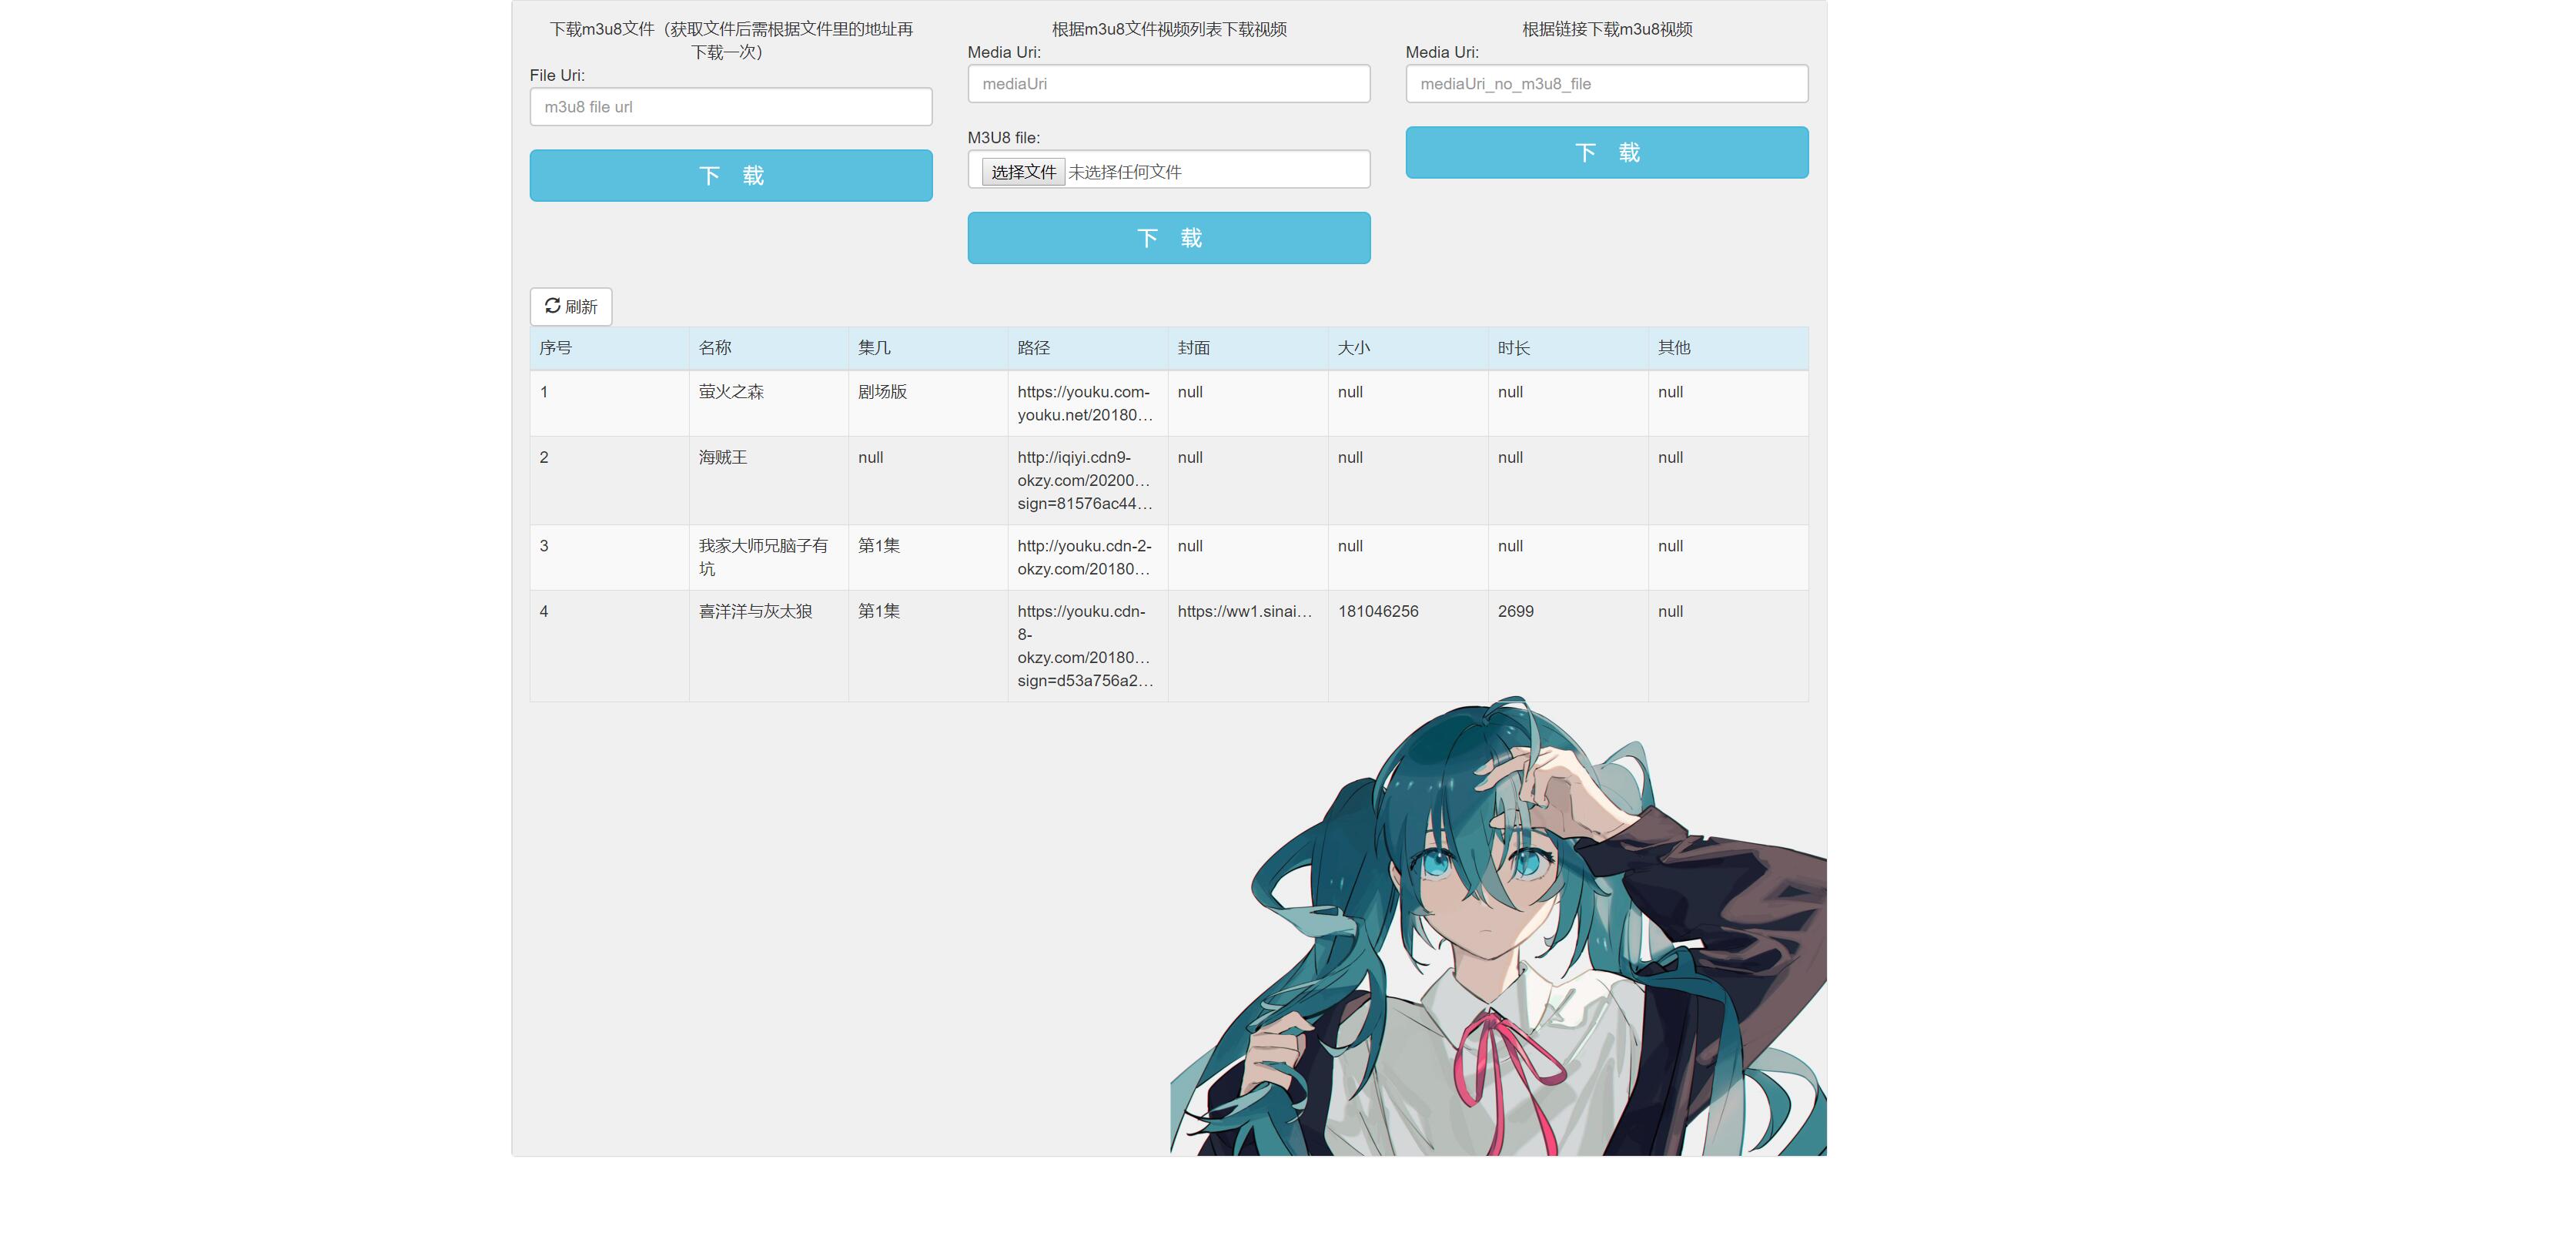 下载m3u8文件（获取文件后需根据文件里的地址再
下载一次）
File Uri:
m3u8 file url
下 载
根据m3u8文件视频列表下载视频
Media Uri:
mediaUri
M3U8 file:
选择文件 未选择任何文件
下 载
根据链接下载m3u8视频
Media Uri:
mediaUri_no_m3u8_file
下 载
刷新
序号 名称 集几 路径 封面 大小 时长 其他
1 萤火之森 剧场版 https://youku.com- null null null null
youku.net/20180…
2 海贼王 null http://iqiyi.cdn9- null null null null
okzy.com/20200…
sign=81576ac44…
3 我家大师兄脑子有 第1集 http://youku.cdn-2- null null null null
坑 okzy.com/20180…
4 喜洋洋与灰太狼 第1集 https://youku.cdn- https://ww1.sinai… 181046256 2699 null
8-
okzy.com/20180…
sign=d53a756a2…